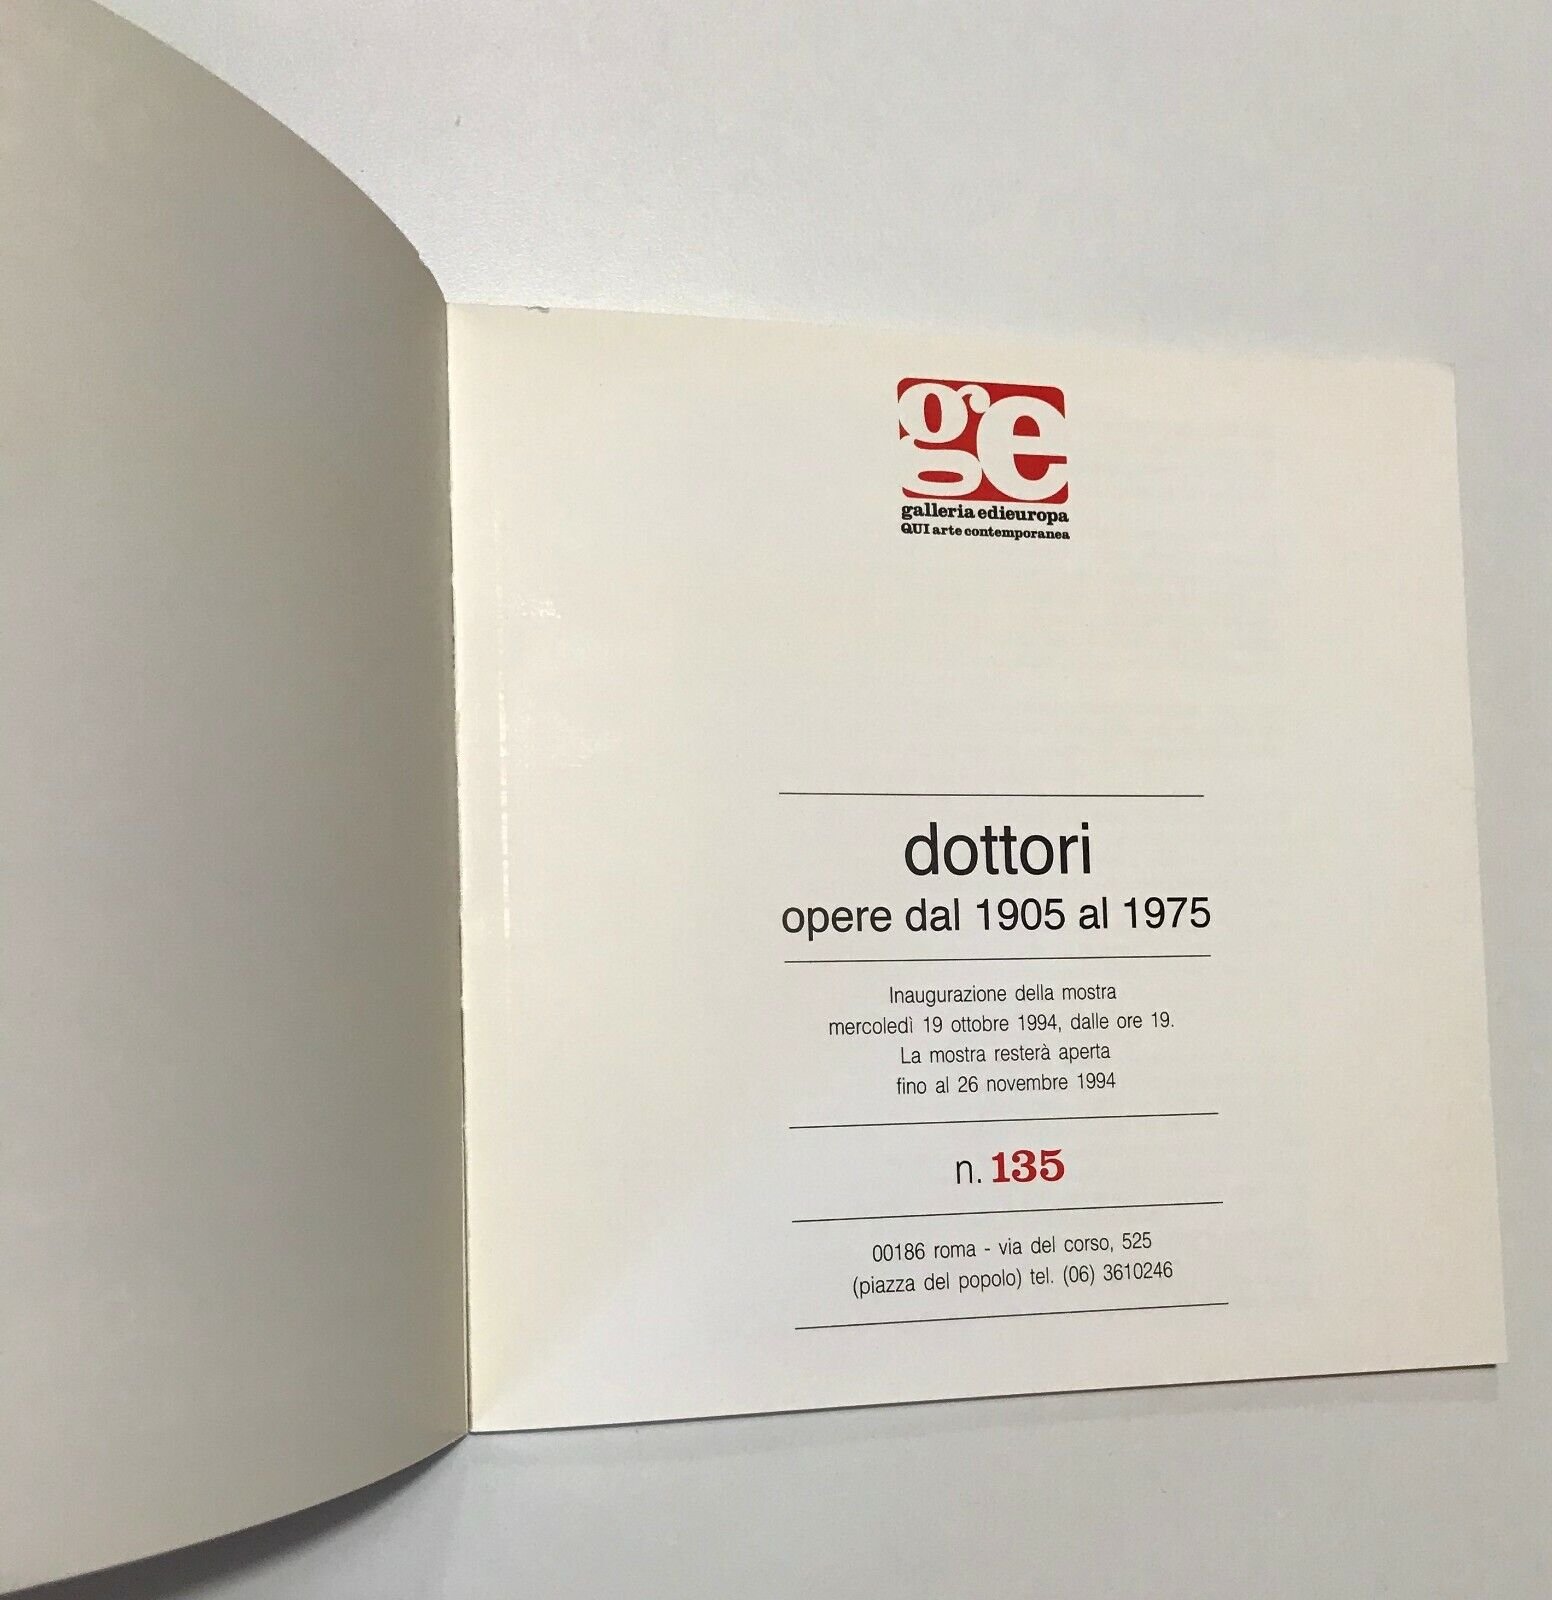 ge
galleria edieuropa
QUI arte contemporanea
dottori
opere dal 1905 al 1975
Inaugurazione della mostra
mercoledì 19 ottobre 1994, dalle ore 19.
La mostra resterà aperta
fino al 26 novembre 1994
n. 135
00186 roma - via del corso, 525
(piazza del popolo) tel. (06) 3610246